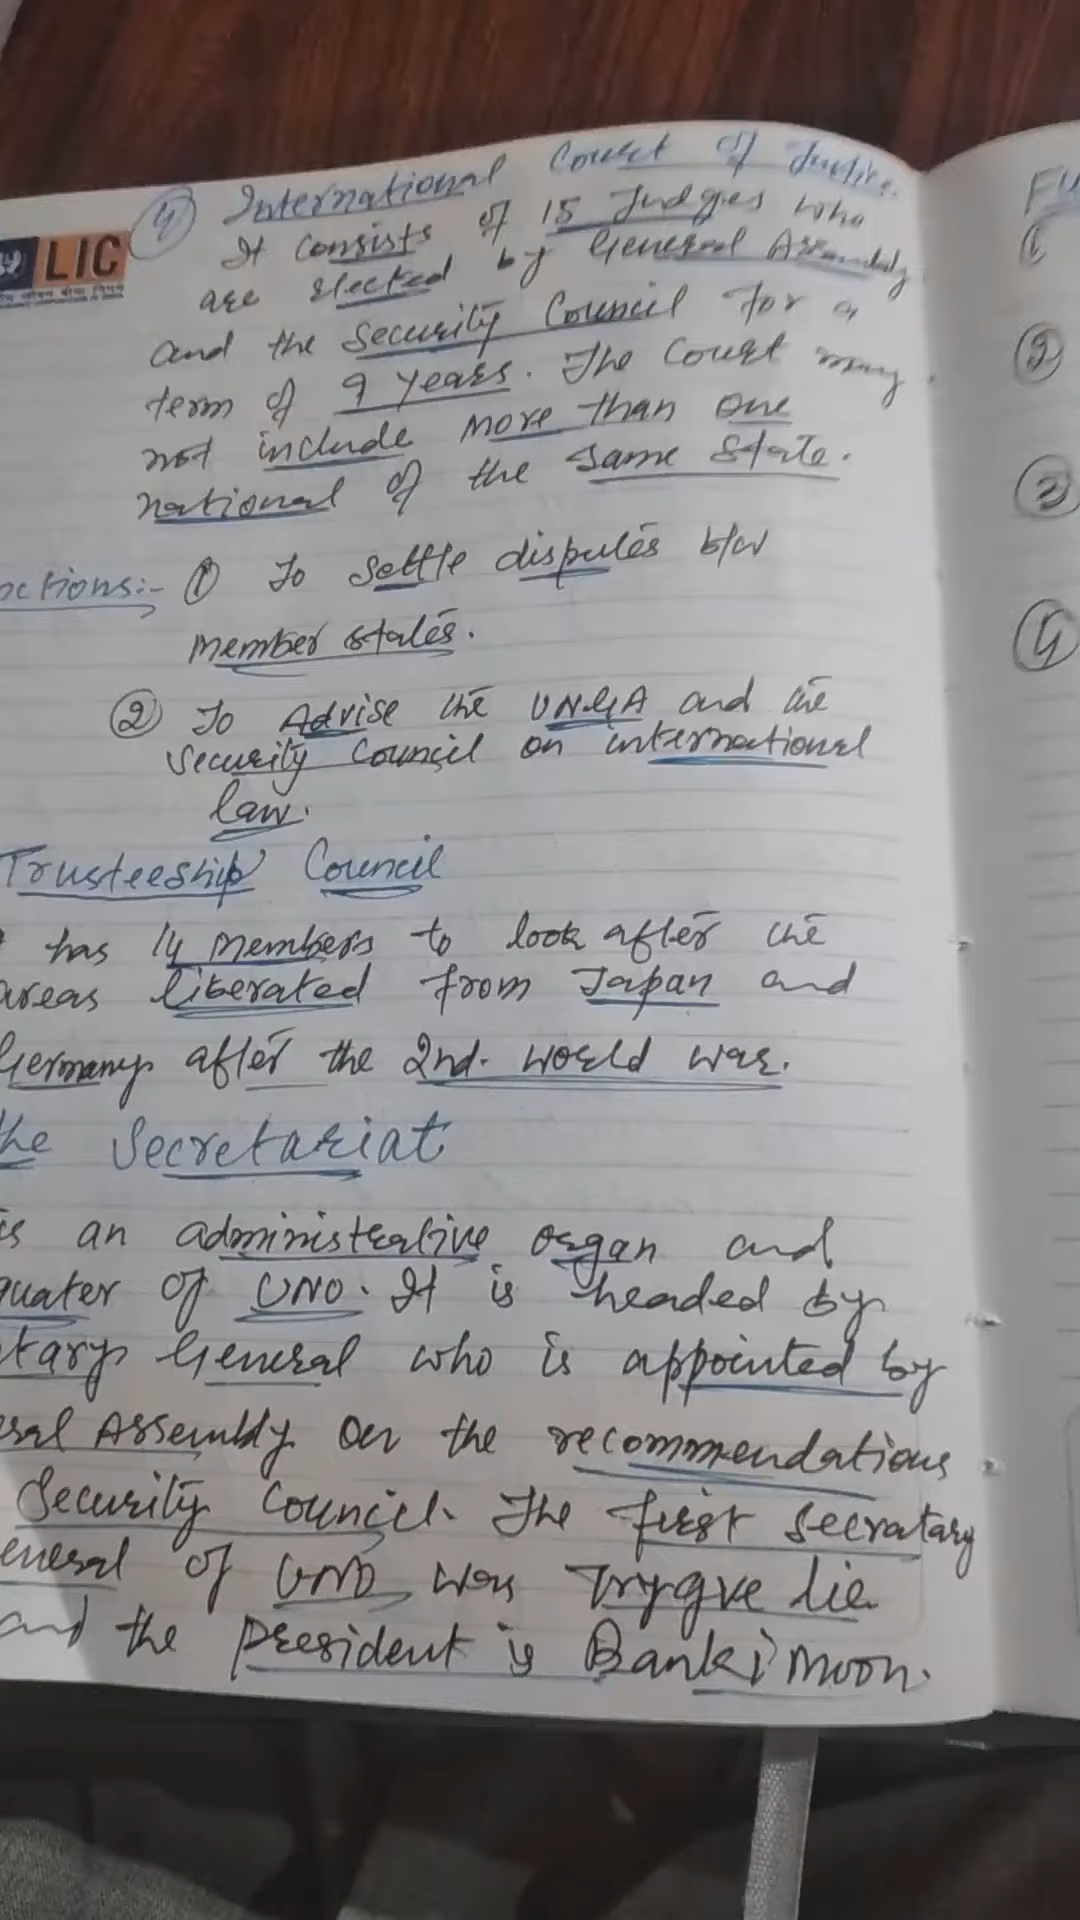 ④ International Court of Justice.
LIC
It consists of 15 Judges who
are elected by General Assembly
and the Security Council for a
term of 9 years. The Court may
not include more than one
national of the same state.
nctions:- ① To settle disputes b/w
member states.
② To Advise the UNGA and the
Security Council on international
law.
Trusteeship Council
has 14 members to look after the
areas liberated from Japan and
Germany after the 2nd. world war.
the Secretariat
is an administrative organ and
quater of UNO. It is headed by
tary General who is appointed by
eral Assembly on the recommendations
Security Council. The first Secratary
eneral of UNO was Trygve lie
and the president is Banki moon.
FU
①
②
③
④